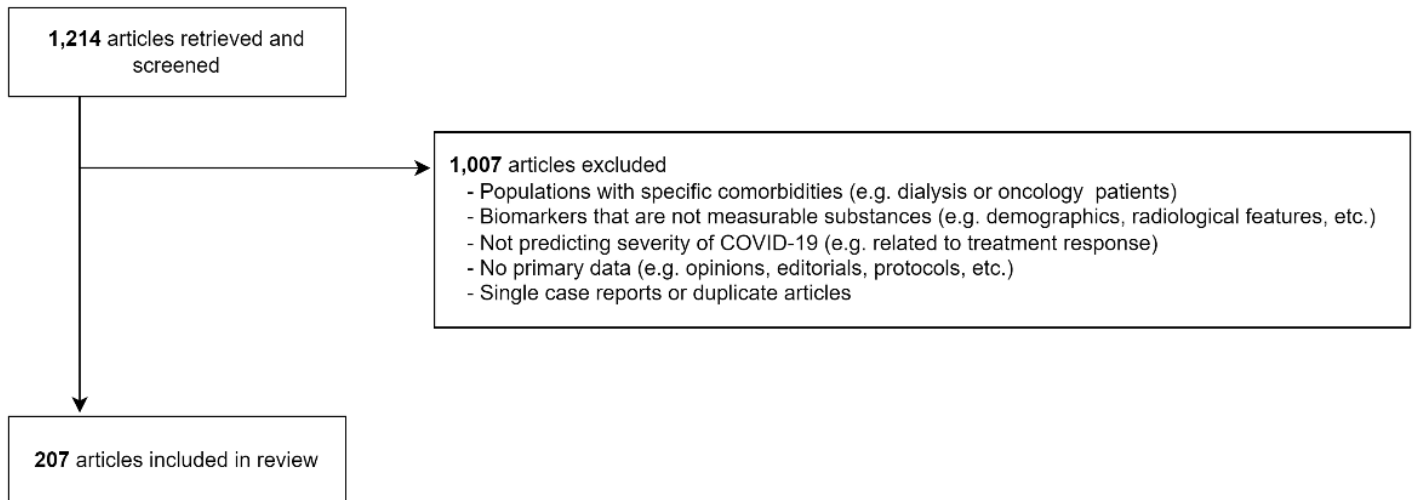 1,214 articles retrieved and
screened
1,007 articles excluded
- Populations with specific comorbidities (e.g. dialysis or oncology patients)
- Biomarkers that are not measurable substances (e.g. demographics, radiological features, etc.)
- Not predicting severity of COVID-19 (e.g. related to treatment response)
- No primary data (e.g. opinions, editorials, protocols, etc.)
- Single case reports or duplicate articles
207 articles included in review